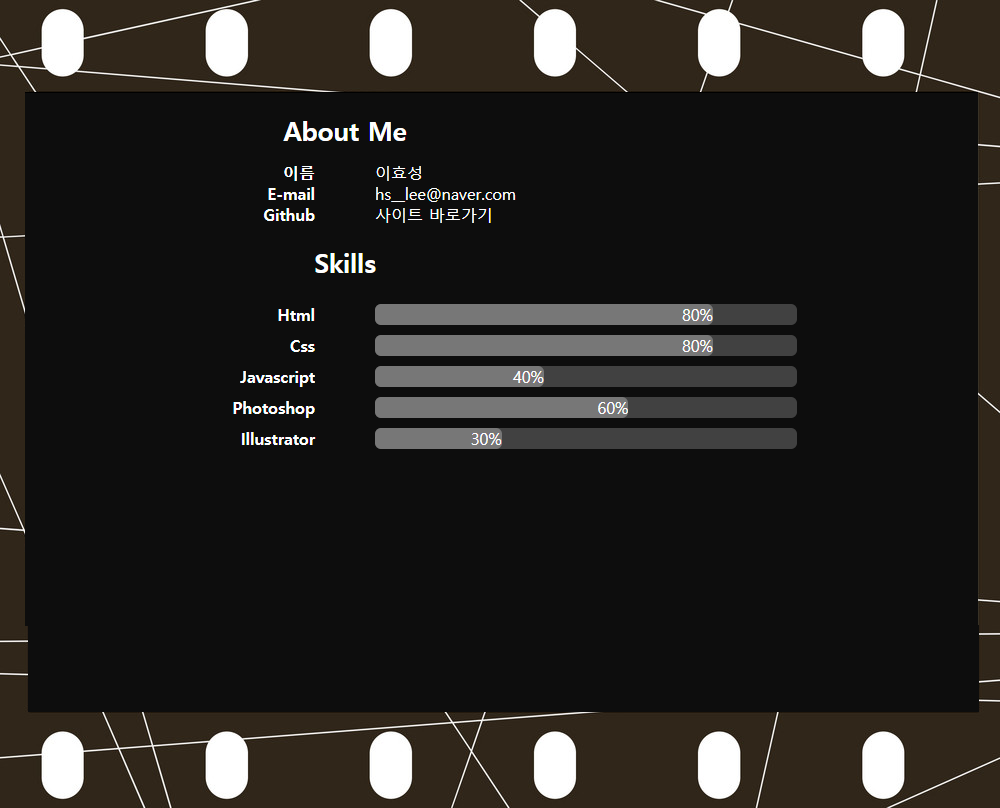 About Me
이름 이효성
E-mail hs__lee@naver.com
Github 사이트 바로가기
Skills
Html 80%
Css 80%
Javascript 40%
Photoshop 60%
Illustrator 30%